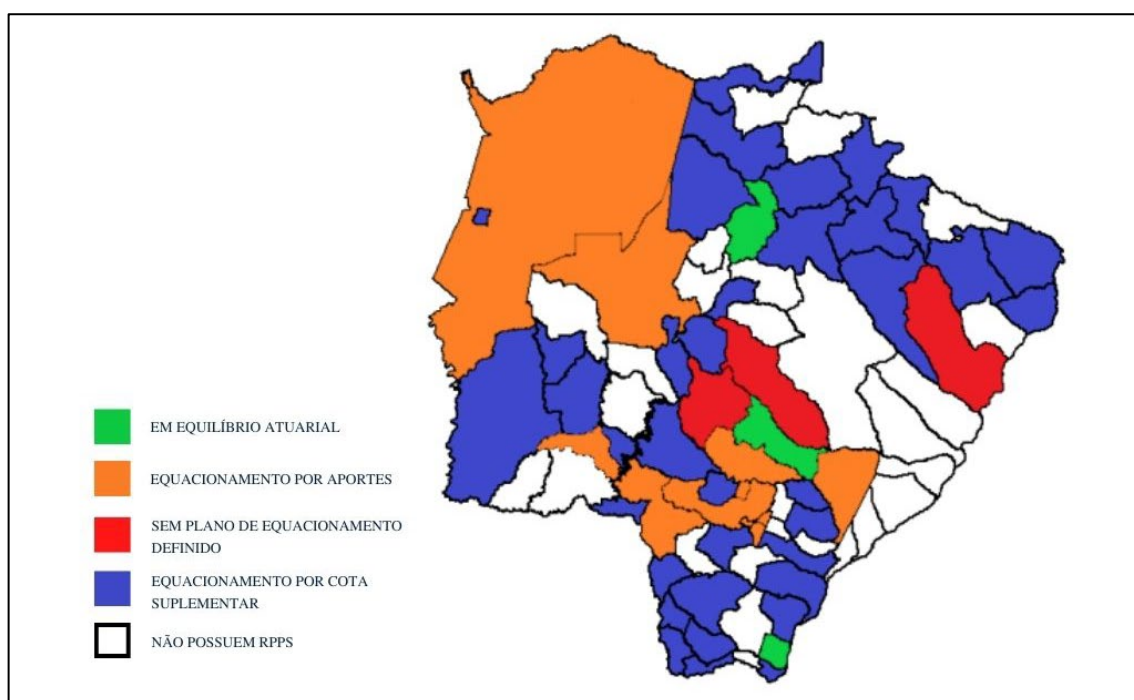 EM EQUILÍBRIO ATUARIAL
EQUACIONAMENTO POR APORTES
SEM PLANO DE EQUACIONAMENTO
DEFINIDO
EQUACIONAMENTO POR COTA
SUPLEMENTAR
NÃO POSSUEM RPPS